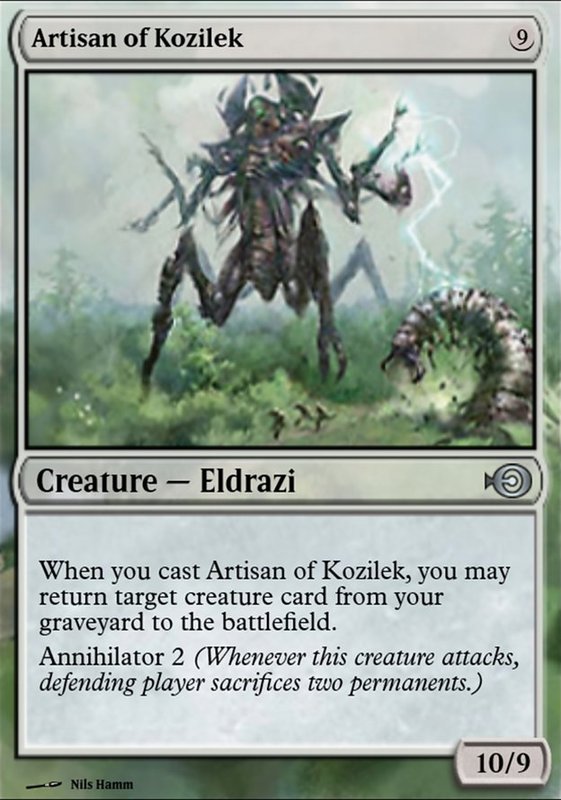 Artisan of Kozilek 9
Creature — Eldrazi
When you cast Artisan of Kozilek, you may
return target creature card from your
graveyard to the battlefield.
Annihilator 2 (Whenever this creature attacks,
defending player sacrifices two permanents.)
10/9
Nils Hamm